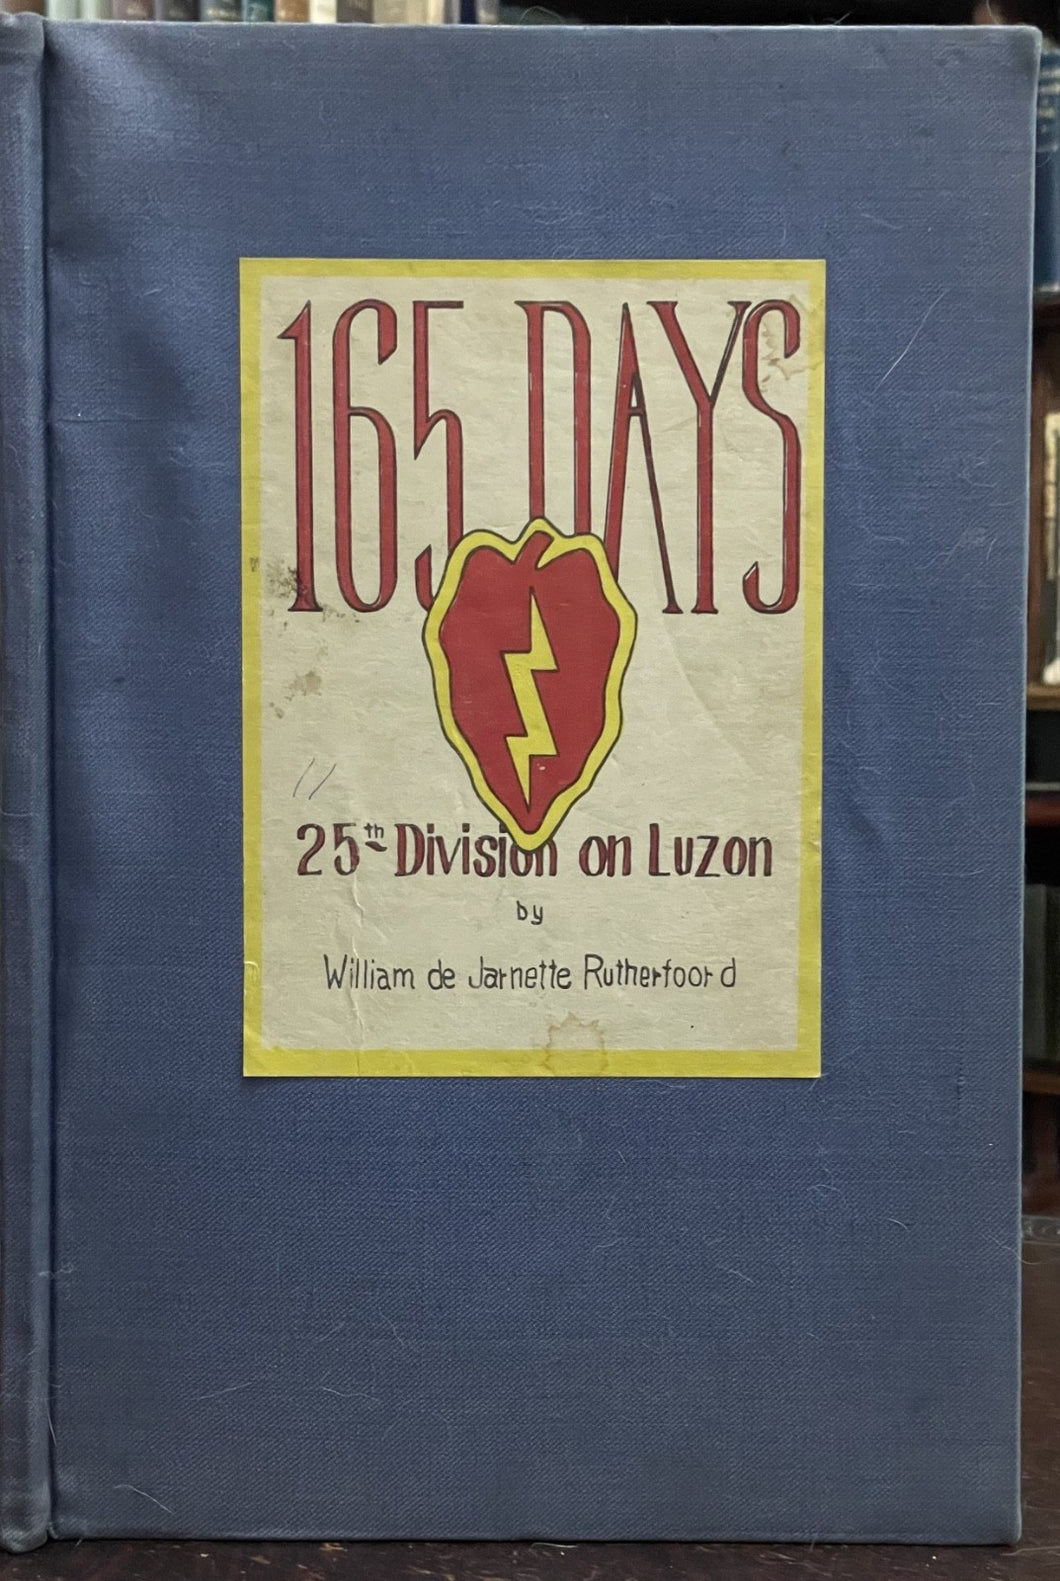 165 DAYS
25th Division on Luzon
by
William de Jarnette Rutherfoord